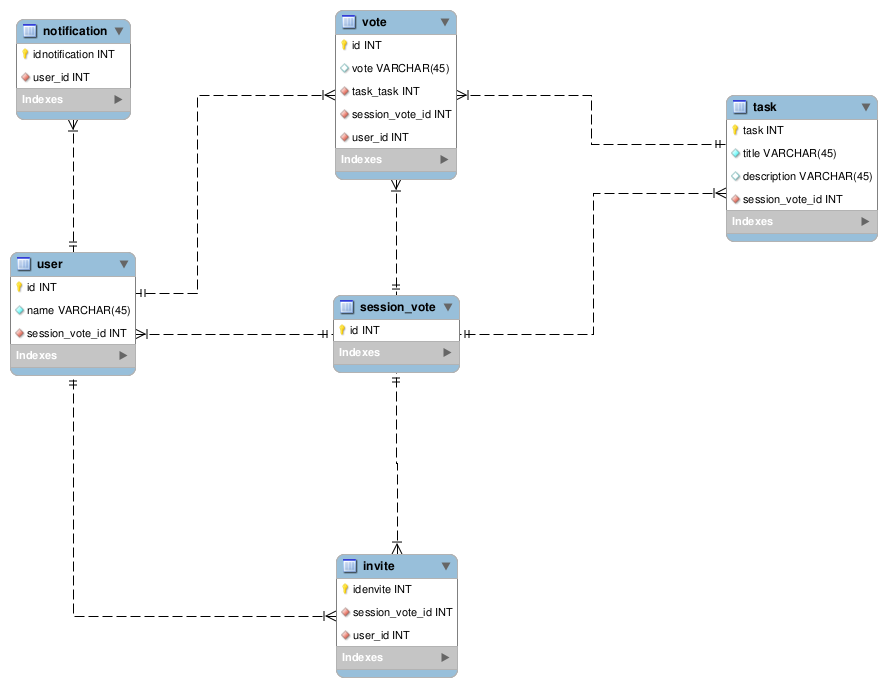 notification
idnotification INT
user_id INT
Indexes
vote
id INT
vote VARCHAR(45)
task_task INT
session_vote_id INT
user_id INT
Indexes
task
task INT
title VARCHAR(45)
description VARCHAR(45)
session_vote_id INT
Indexes
user
id INT
name VARCHAR(45)
session_vote_id INT
Indexes
session_vote
id INT
Indexes
invite
idenvite INT
session_vote_id INT
user_id INT
Indexes